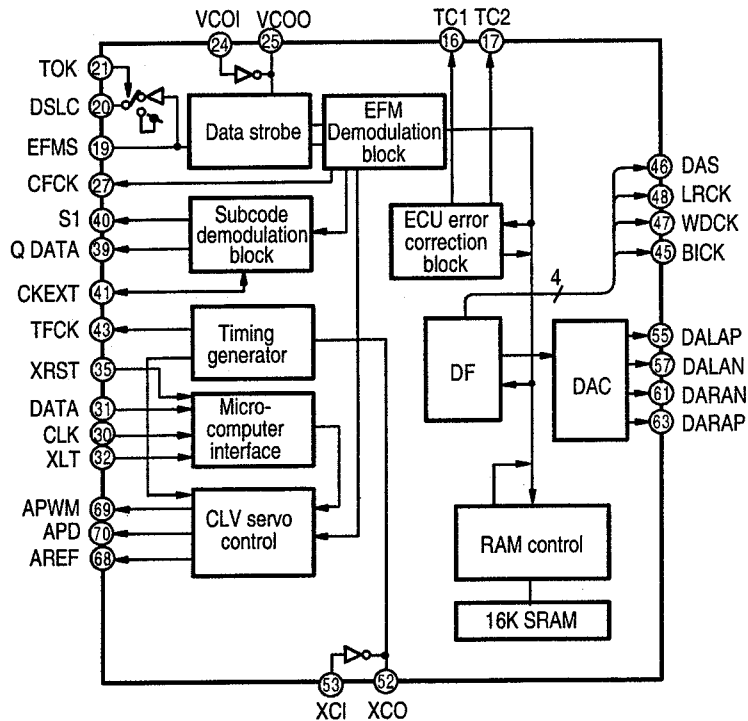 VCOI VCOO TC1 TC2
24 25 16 17
TOK 21
DSLC 20
EFMS 19
CFCK 27
S1 40
Q DATA 39
CKEXT 41
TFCK 43
XRST 35
DATA 31
CLK 30
XLT 32
APWM 69
APD 70
AREF 68
Data strobe
EFM
Demodulation
block
Subcode
demodulation
block
Timing
generator
Micro-
computer
interface
CLV servo
control
ECU error
correction
block
4
DF
DAC
RAM control
16K SRAM
46 DAS
48 LRCK
47 WDCK
45 BICK
55 DALAP
57 DALAN
61 DARAN
63 DARAP
53 52
XCI XCO